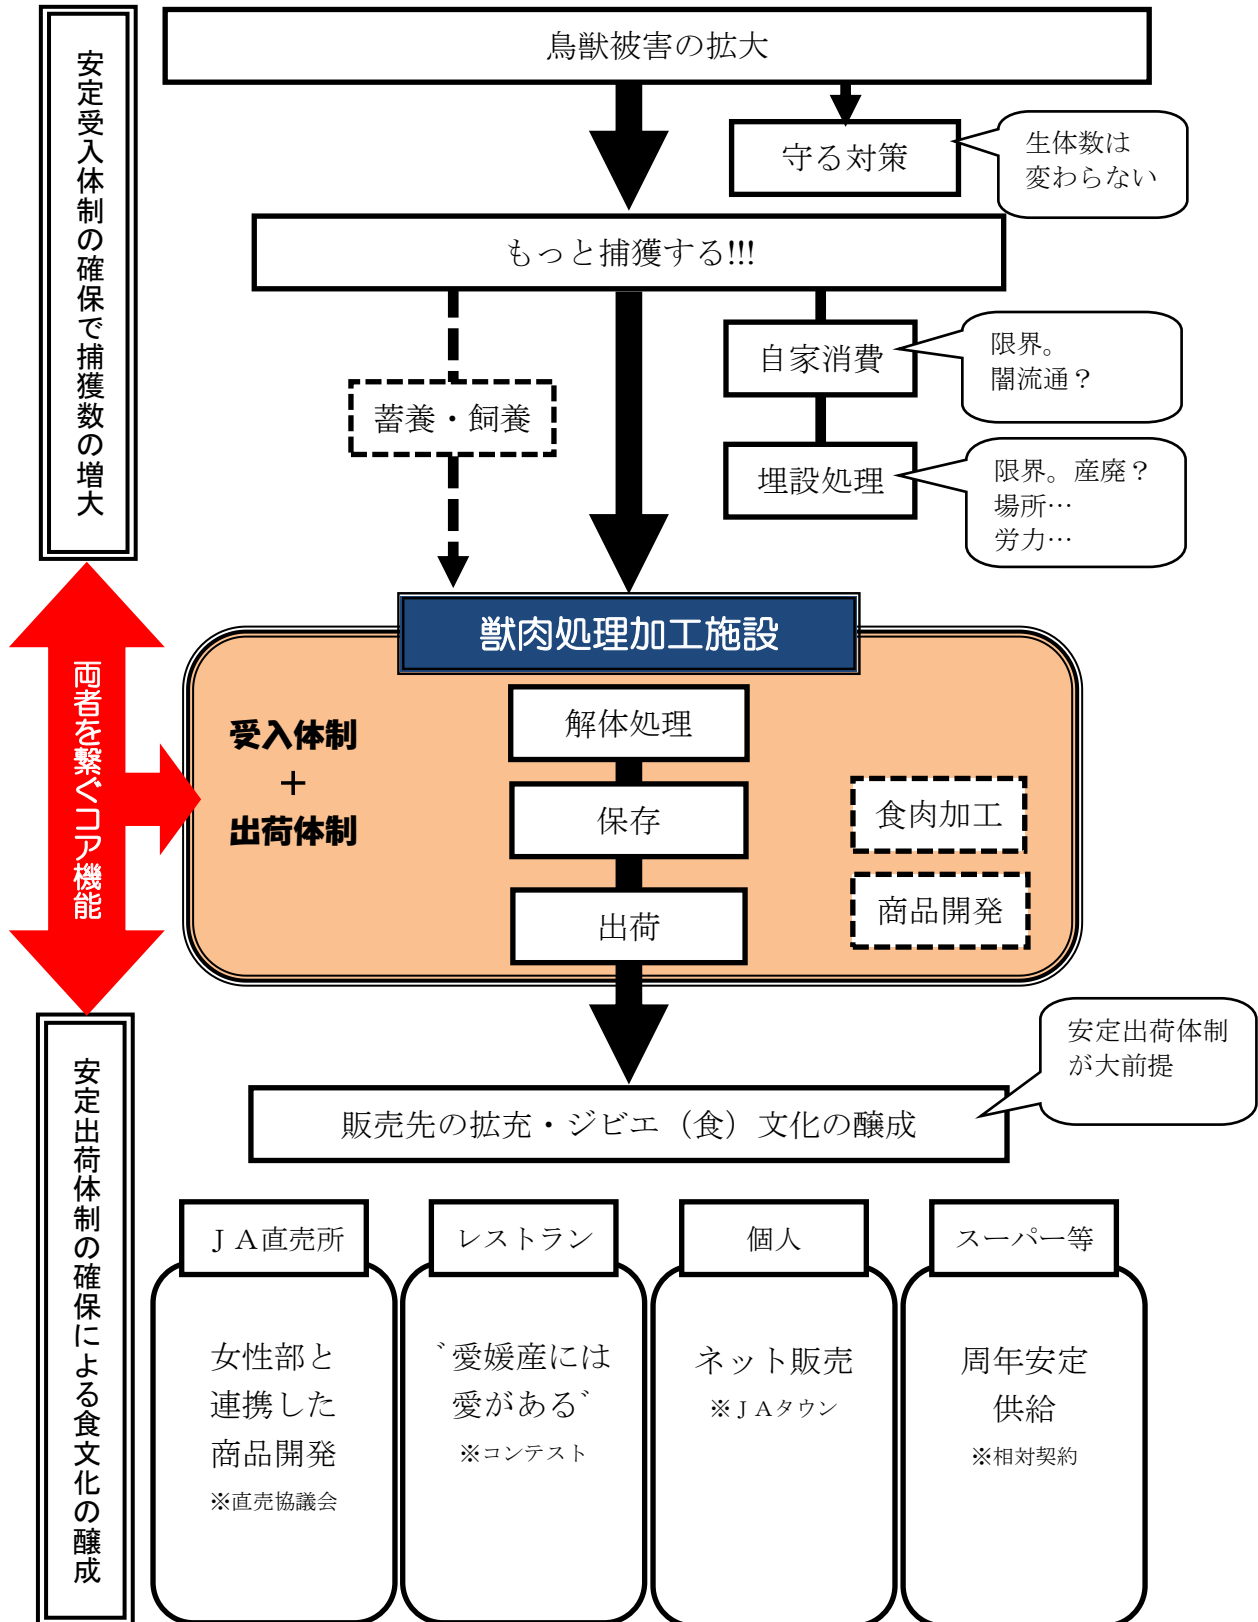 安定受入体制の確保で捕獲数の増大
鳥獣被害の拡大
守る対策
生体数は
変わらない
もっと捕獲する!!!
自家消費
限界。
闇流通？
蓄養・飼養
埋設処理
限界。産廃？
場所…
労力…
両者を繋ぐコア機能
獣肉処理加工施設
受入体制
＋
出荷体制
解体処理
保存
出荷
食肉加工
商品開発
安定出荷体制の確保による食文化の醸成
安定出荷体制
が大前提
販売先の拡充・ジビエ（食）文化の醸成
ＪＡ直売所
女性部と
連携した
商品開発
※直売協議会
レストラン
゛愛媛産には
愛がある゛
※コンテスト
個人
ネット販売
※ＪＡタウン
スーパー等
周年安定
供給
※相対契約